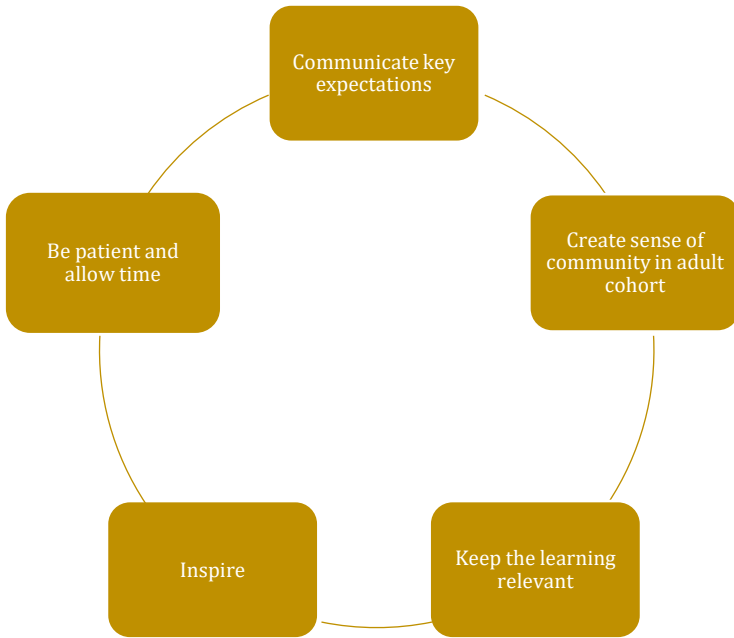 Communicate key
expectations
Create sense of
community in adult
cohort
Keep the learning
relevant
Inspire
Be patient and
allow time